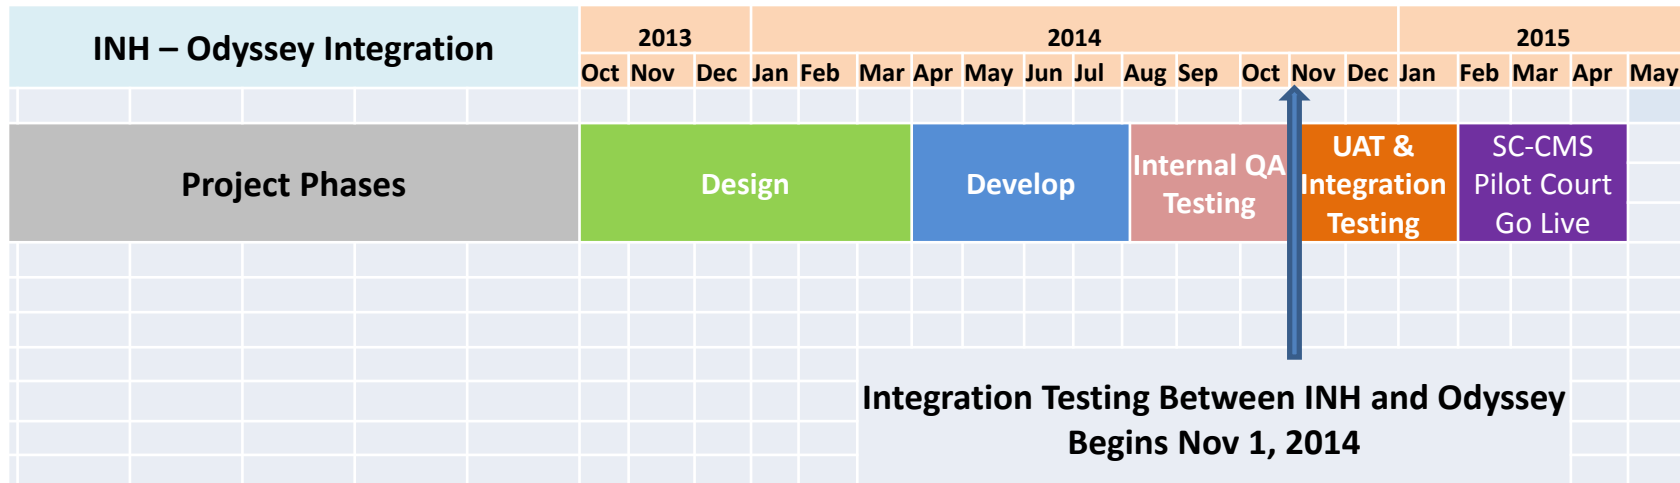 INH – Odyssey Integration
2013 2014 2015
Oct Nov Dec Jan Feb Mar Apr May Jun Jul Aug Sep Oct Nov Dec Jan Feb Mar Apr May
Project Phases
Design
Develop
Internal QA
Testing
UAT &
Integration
Testing
SC-CMS
Pilot Court
Go Live
Integration Testing Between INH and Odyssey
Begins Nov 1, 2014